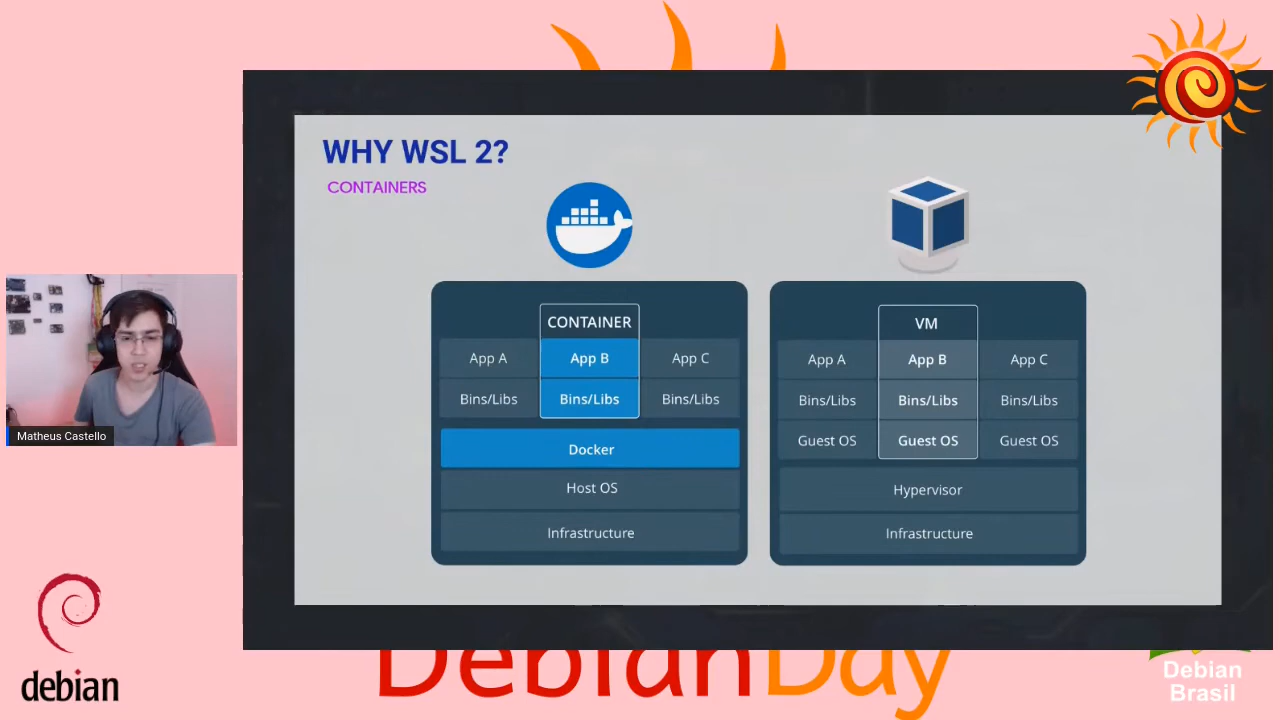 WHY WSL 2?
CONTAINERS
CONTAINER
App A
App B
App C
Bins/Libs
Bins/Libs
Bins/Libs
Docker
Host OS
Infrastructure
VM
App A
App B
App C
Bins/Libs
Bins/Libs
Bins/Libs
Guest OS
Guest OS
Guest OS
Hypervisor
Infrastructure
Matheus Castello
debian
DebianDay
Debian
Brasil